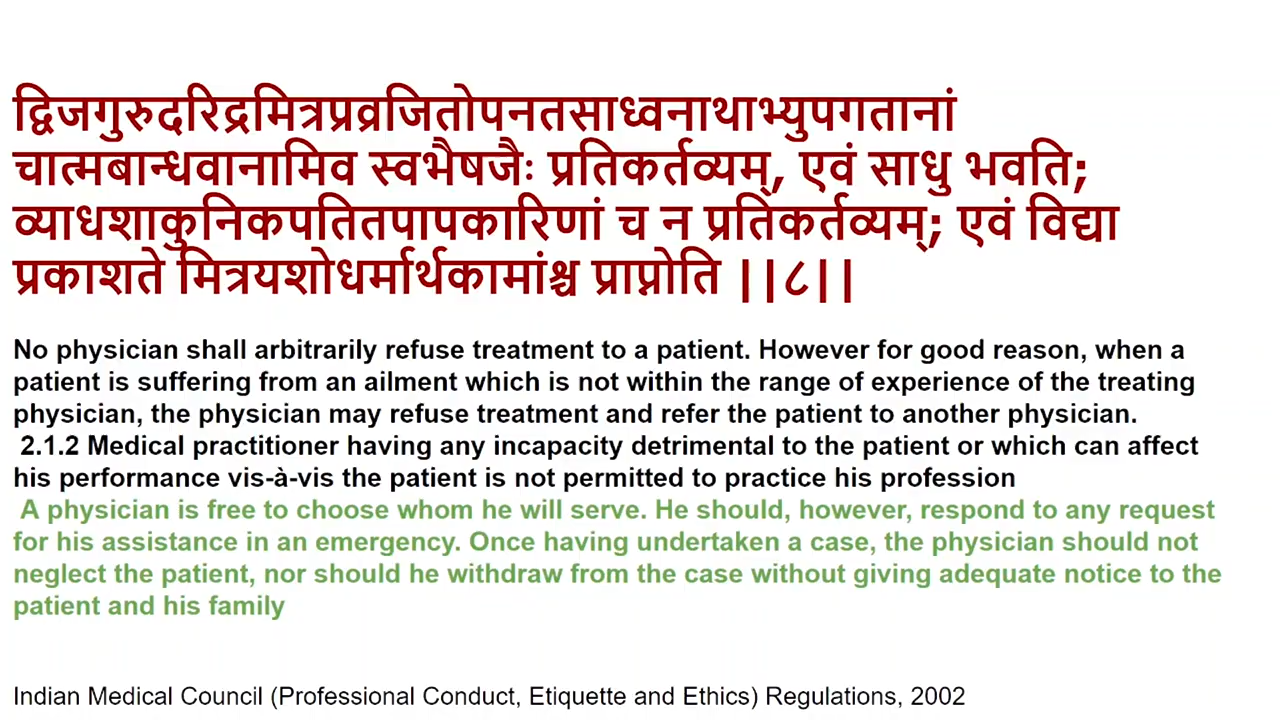 द्विजगुरुदरिद्रमित्रप्रव्रजितोपनतसाध्वनाथाभ्युपगतानां
चात्मबान्धवानामिव स्वभैषजैः प्रतिकर्तव्यम्, एवं साधु भवति;
व्याधशाकुनिकपतितपापकारिणां च न प्रतिकर्तव्यम्; एवं विद्या
प्रकाशते मित्रयशोधर्मार्थकामांश्च प्राप्नोति ||८||
No physician shall arbitrarily refuse treatment to a patient. However for good reason, when a
patient is suffering from an ailment which is not within the range of experience of the treating
physician, the physician may refuse treatment and refer the patient to another physician.
2.1.2 Medical practitioner having any incapacity detrimental to the patient or which can affect
his performance vis-à-vis the patient is not permitted to practice his profession
A physician is free to choose whom he will serve. He should, however, respond to any request
for his assistance in an emergency. Once having undertaken a case, the physician should not
neglect the patient, nor should he withdraw from the case without giving adequate notice to the
patient and his family
Indian Medical Council (Professional Conduct, Etiquette and Ethics) Regulations, 2002